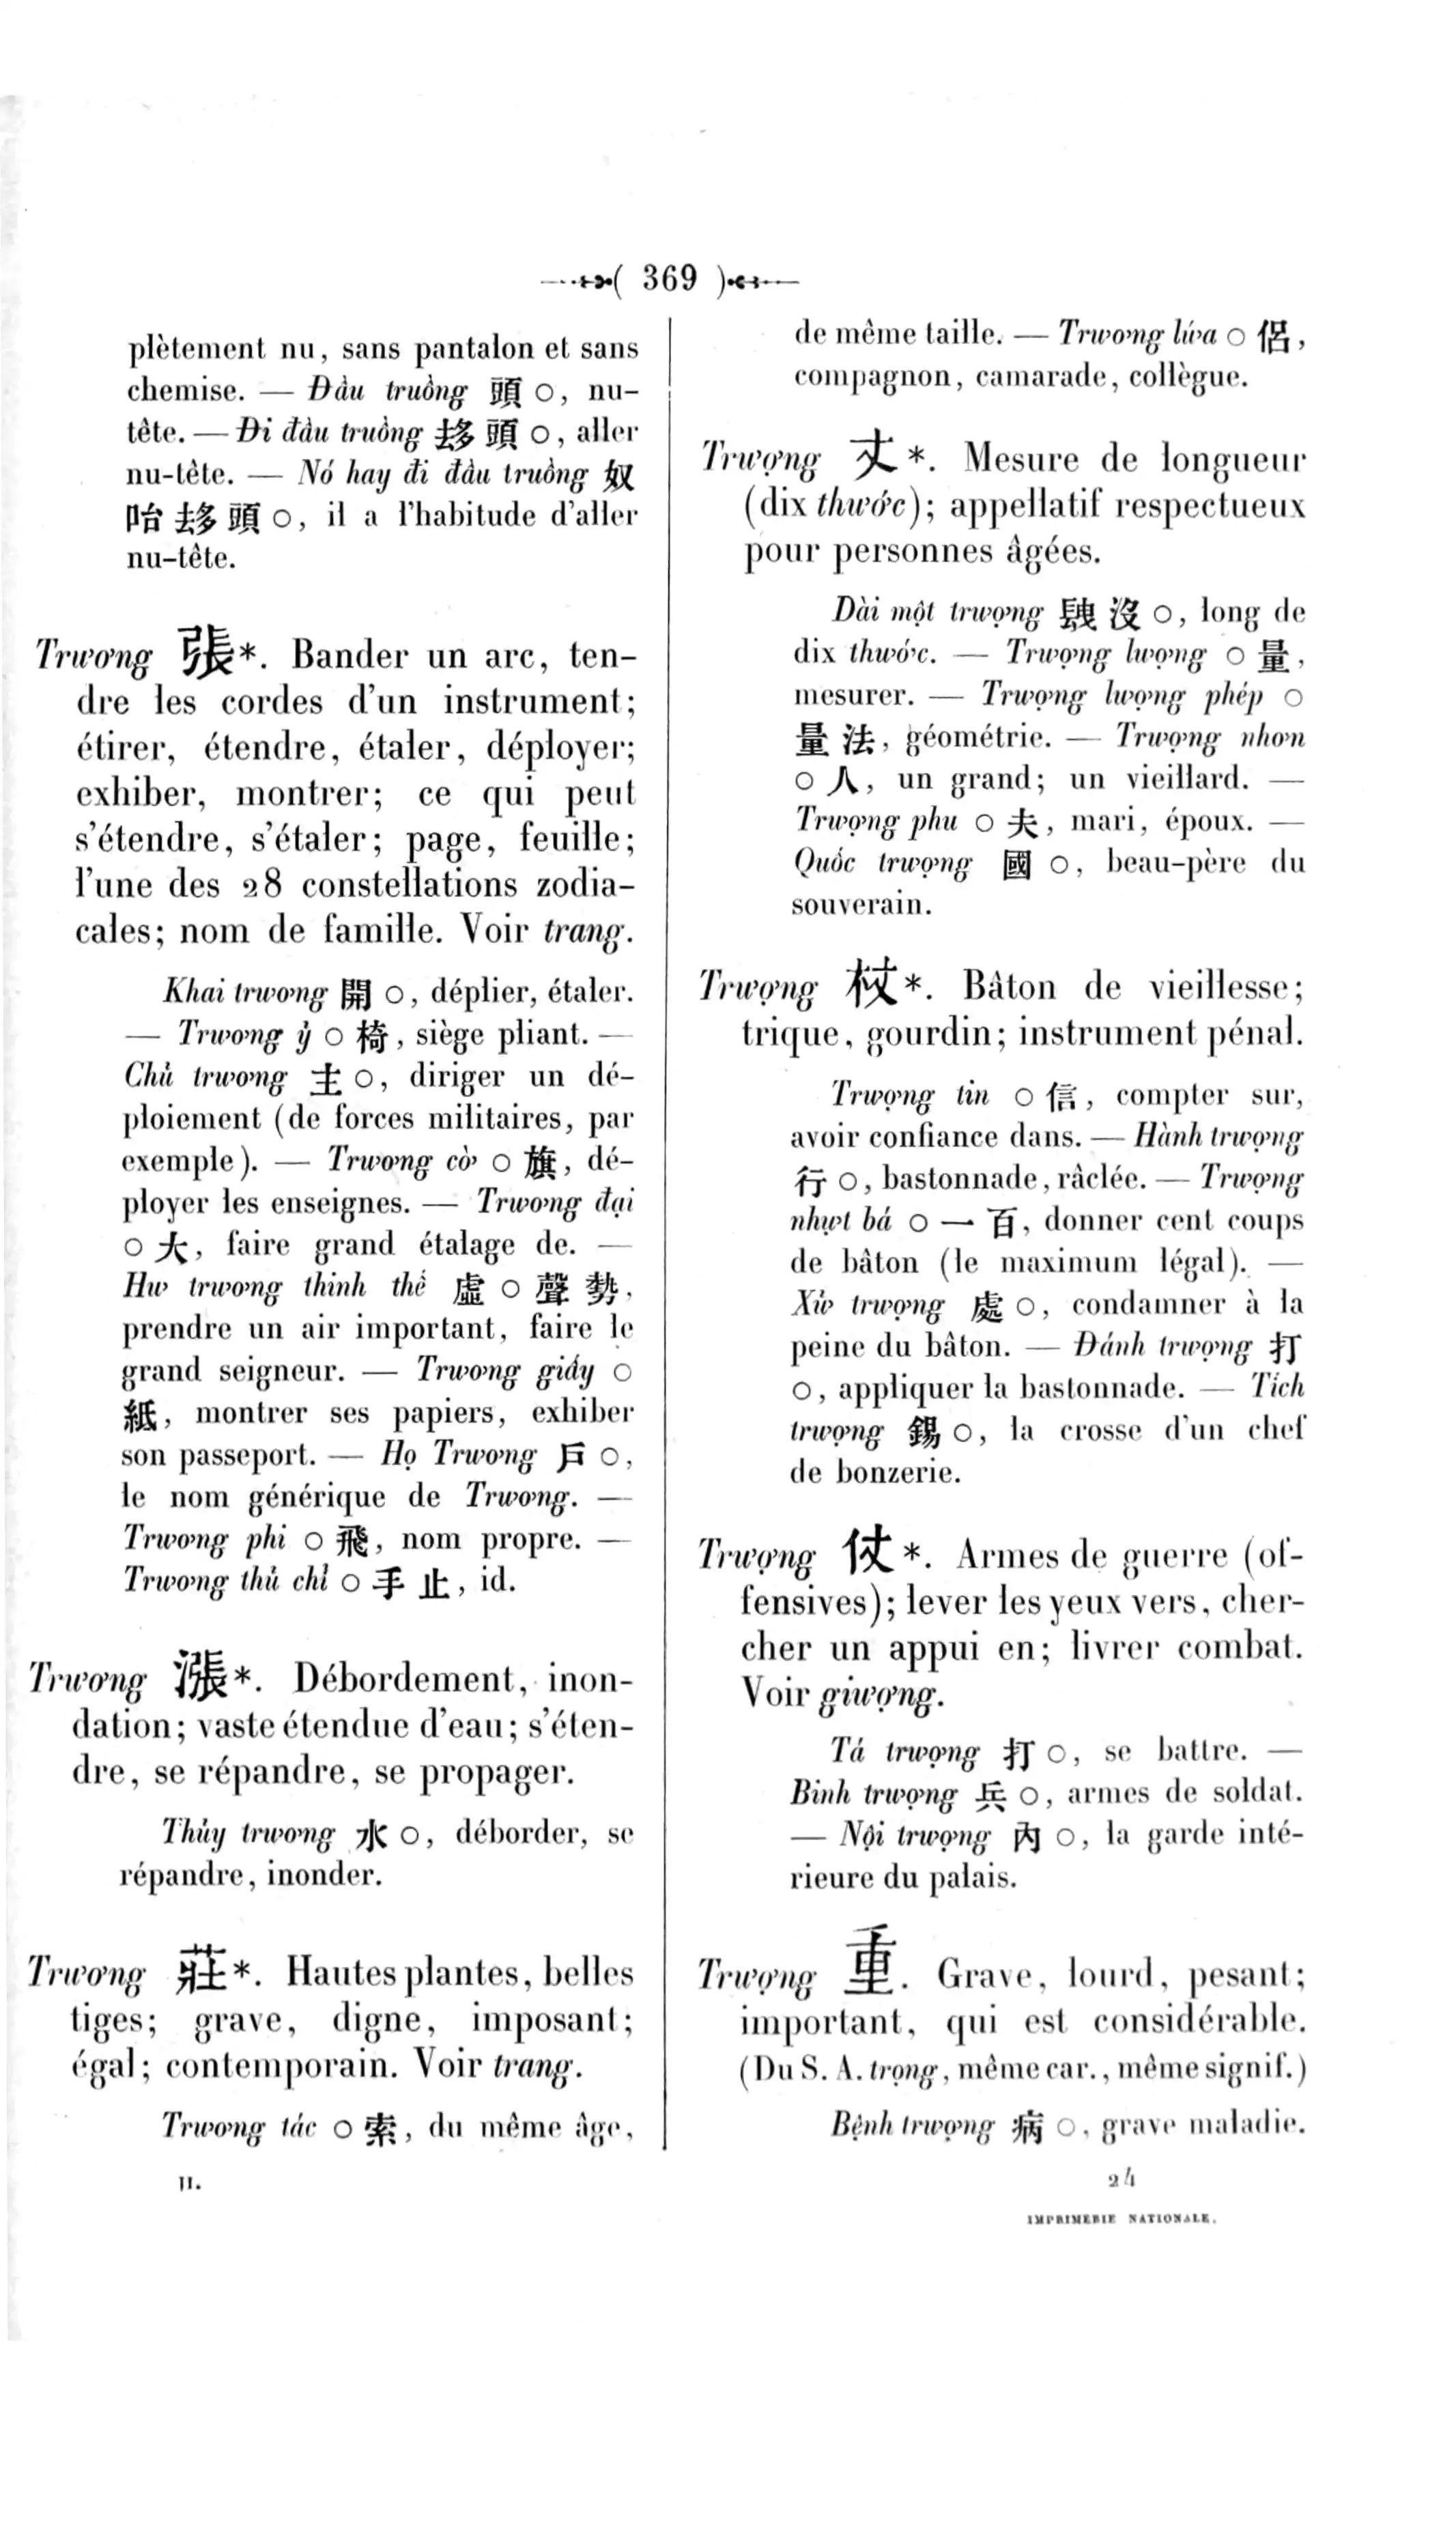 ( 369 )
plètement nu, sans pantalon et sans
chemise. — Đầu truồng 頭 ○, nu-
tête. — Đi đầu truồng 𠫾 頭 ○, aller
nu-tête. — Nó hay đi đầu truồng 奴
咍 𠫾 頭 ○, il a l'habitude d'aller
nu-tête.
Trương 張*. Bander un arc, ten-
dre les cordes d'un instrument;
étirer, étendre, étaler, déployer;
exhiber, montrer; ce qui peut
s'étendre, s'étaler; page, feuille;
l'une des 28 constellations zodia-
cales; nom de famille. Voir trang.
Khai trương 開 ○, déplier, étaler.
— Trương ỷ ○ 椅, siège pliant. —
Chủ trương 主 ○, diriger un dé-
ploiement (de forces militaires, par
exemple). — Trương cờ ○ 旗, dé-
ployer les enseignes. — Trương đại
○ 大, faire grand étalage de. —
Hư trương thinh thế 虛 ○ 聲 勢,
prendre un air important, faire le
grand seigneur. — Trương giấy ○
紙, montrer ses papiers, exhiber
son passeport. — Họ Trương 戶 ○,
le nom générique de Trương. —
Trương phi ○ 飛, nom propre. —
Trương thủ chỉ ○ 手 止, id.
Trương 漲*. Débordement, inon-
dation; vaste étendue d'eau; s'éten-
dre, se répandre, se propager.
Thủy trương 水 ○, déborder, se
répandre, inonder.
Trương 莊*. Hautes plantes, belles
tiges; grave, digne, imposant;
égal; contemporain. Voir trang.
Trương tác ○ 索, du même âge,
II.
de même taille. — Trương lứa ○ 侶,
compagnon, camarade, collègue.
Trượng 丈*. Mesure de longueur
(dix thước); appellatif respectueux
pour personnes âgées.
Dài một trượng 𨱽 沒 ○, long de
dix thước. — Trượng lượng ○ 量,
mesurer. — Trượng lượng phép ○
量 法, géométrie. — Trượng nhơn
○ 人, un grand; un vieillard. —
Trượng phu ○ 夫, mari, époux. —
Quốc trượng 國 ○, beau-père du
souverain.
Trượng 杖*. Bâton de vieillesse;
trique, gourdin; instrument pénal.
Trượng tin ○ 信, compter sur,
avoir confiance dans. — Hành trượng
行 ○, bastonnade, râclée. — Trượng
nhựt bá ○ 一 百, donner cent coups
de bâton (le maximum légal). —
Xử trượng 處 ○, condamner à la
peine du bâton. — Đánh trượng 打
○, appliquer la bastonnade. — Tích
trượng 錫 ○, la crosse d'un chef
de bonzerie.
Trượng 仗*. Armes de guerre (of-
fensives); lever les yeux vers, cher-
cher un appui en; livrer combat.
Voir giượng.
Tá trượng 打 ○, se battre. —
Binh trượng 兵 ○, armes de soldat.
— Nội trượng 內 ○, la garde inté-
rieure du palais.
Trượng 重. Grave, lourd, pesant;
important, qui est considérable.
(Du S. A. trọng, même car., même signif.)
Bệnh trượng 病 ○, grave maladie.
24
IMPRIMERIE NATIONALE.